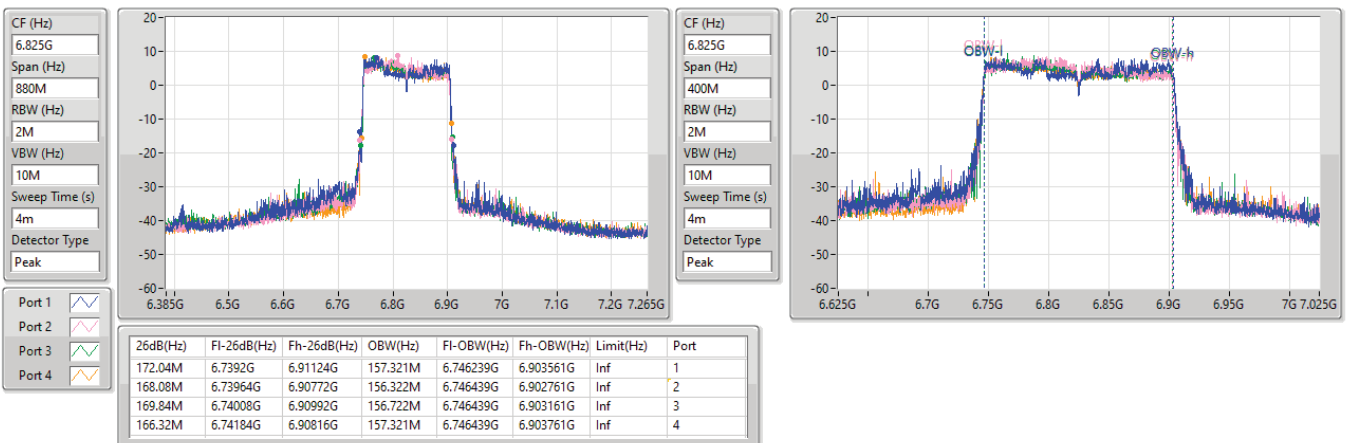 CF (Hz)
6.825G
Span (Hz)
880M
RBW (Hz)
2M
VBW (Hz)
10M
Sweep Time (s)
4m
Detector Type
Peak
20
10
0
-10
-20
-30
-40
-50
-60
6.385G 6.5G 6.6G 6.7G 6.8G 6.9G 7G 7.1G 7.2G 7.265G
CF (Hz)
6.825G
Span (Hz)
400M
RBW (Hz)
2M
VBW (Hz)
10M
Sweep Time (s)
4m
Detector Type
Peak
20
10
0
-10
-20
-30
-40
-50
-60
OBW-l OBW-h
6.625G 6.7G 6.75G 6.8G 6.85G 6.9G 6.95G 7G 7.025G
Port 1
Port 2
Port 3
Port 4
26dB(Hz) Fl-26dB(Hz) Fh-26dB(Hz) OBW(Hz) Fl-OBW(Hz) Fh-OBW(Hz) Limit(Hz) Port
172.04M 6.7392G 6.91124G 157.321M 6.746239G 6.903561G Inf 1
168.08M 6.73964G 6.90772G 156.322M 6.746439G 6.902761G Inf 2
169.84M 6.74008G 6.90992G 156.722M 6.746439G 6.903161G Inf 3
166.32M 6.74184G 6.90816G 157.321M 6.746439G 6.903761G Inf 4